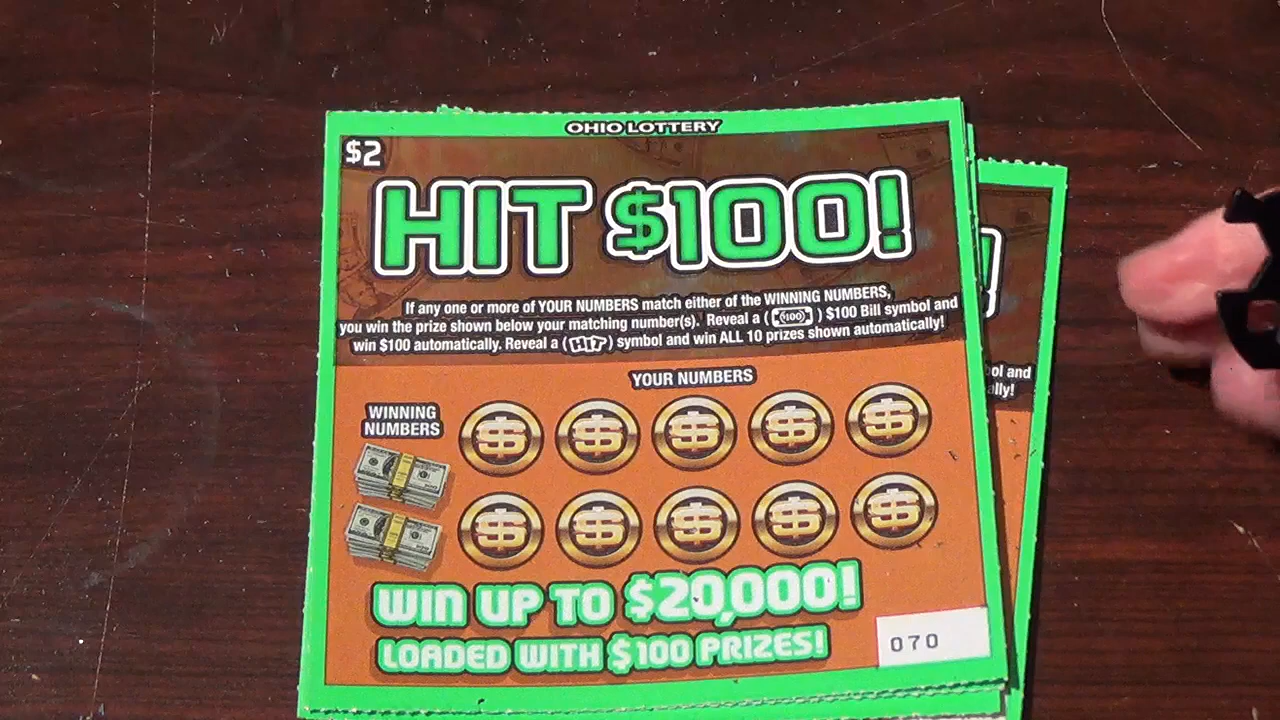 OHIO LOTTERY
$2
HIT $100!
If any one or more of YOUR NUMBERS match either of the WINNING NUMBERS,
you win the prize shown below your matching number(s). Reveal a ($100) $100 Bill symbol and
win $100 automatically. Reveal a (HIT) symbol and win ALL 10 prizes shown automatically!
YOUR NUMBERS
WINNING
NUMBERS
$ $ $ $ $
$ $ $ $ $
WIN UP TO $20,000!
LOADED WITH $100 PRIZES!
070
!
ol and
ally!